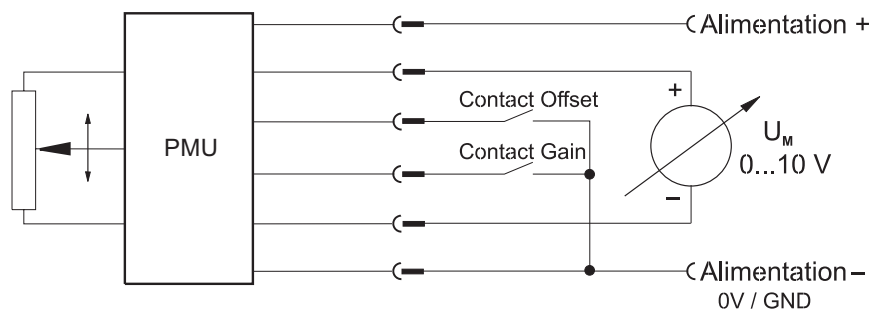 Alimentation +
+
Contact Offset
PMU
Contact Gain
U_M
0...10 V
–
Alimentation –
0V / GND